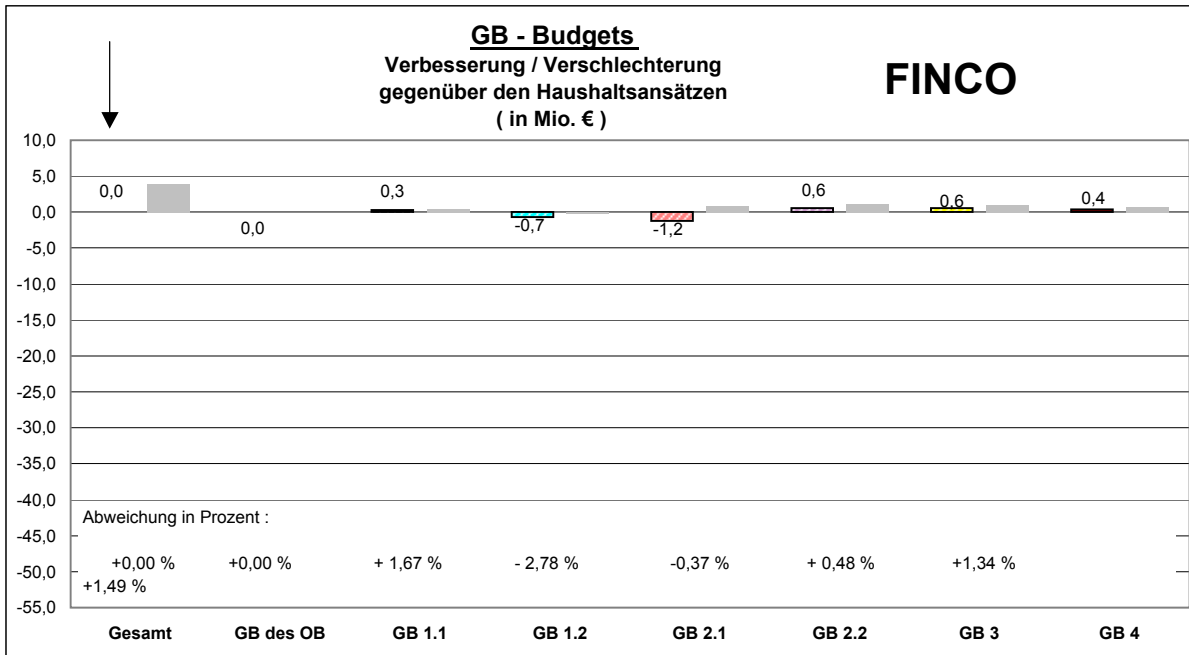 GB - Budgets
Verbesserung / Verschlechterung
gegenüber den Haushaltsansätzen
( in Mio. € )
FINCO
10,0
5,0
0,0
-5,0
-10,0
-15,0
-20,0
-25,0
-30,0
-35,0
-40,0
-45,0
-50,0
-55,0
0,0
0,0
0,3
-0,7
-1,2
0,6
0,6
0,4
Abweichung in Prozent :
+0,00 % +0,00 % + 1,67 % - 2,78 % -0,37 % + 0,48 % +1,34 %
+1,49 %
Gesamt GB des OB GB 1.1 GB 1.2 GB 2.1 GB 2.2 GB 3 GB 4